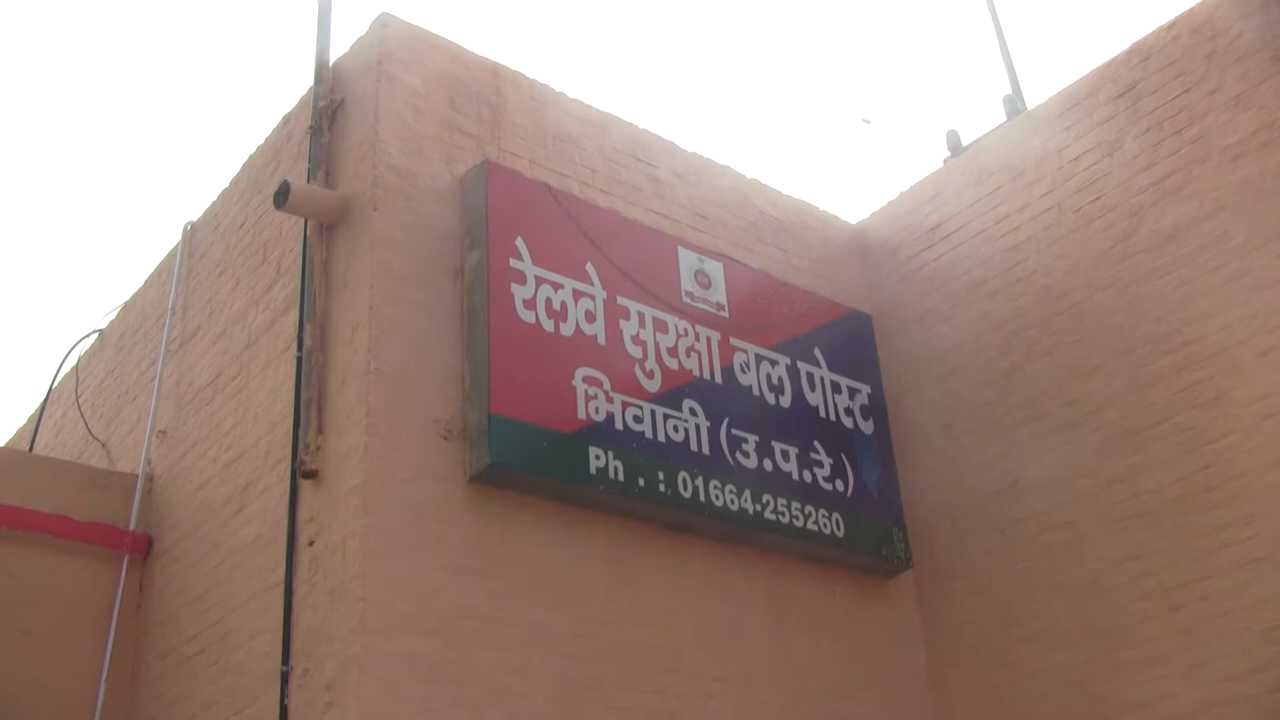 रेलवे सुरक्षा बल पोस्ट
भिवानी (उ.प.रे.)
Ph . : 01664-255260